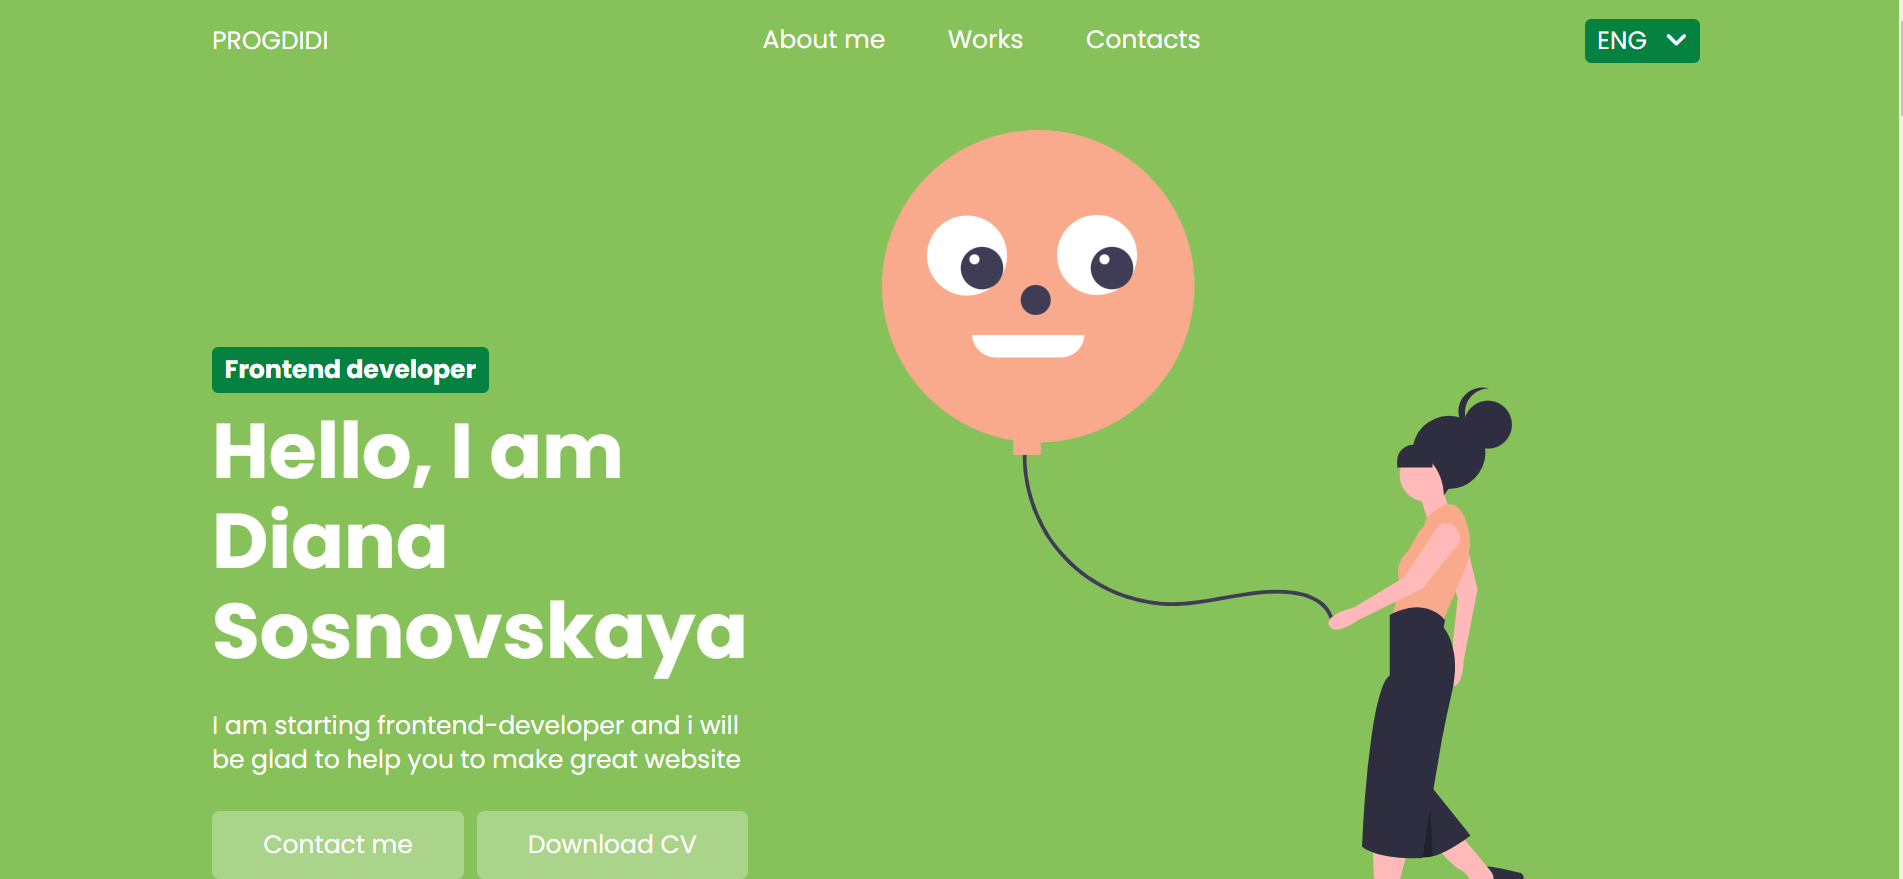 PROGDIDI
About me
Works
Contacts
ENG
Frontend developer
Hello, I am
Diana
Sosnovskaya
I am starting frontend-developer and i will
be glad to help you to make great website
Contact me
Download CV